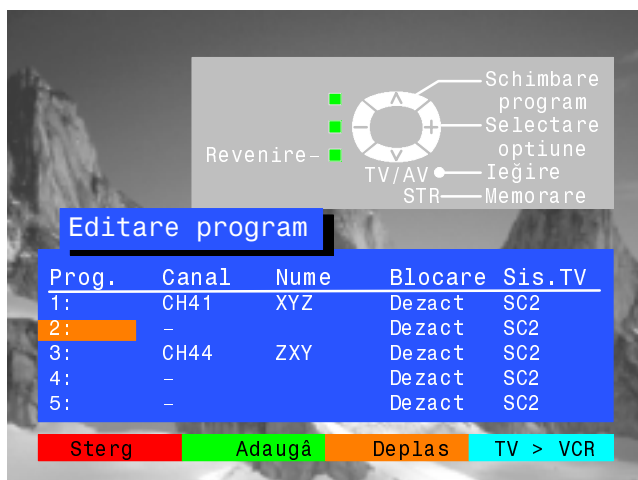 Schimbare
program
Selectare
optiune
Revenire
TV/AV Ieğire
STR Memorare
Editare program
Prog. Canal Nume Blocare Sis.TV
1: CH41 XYZ Dezact SC2
2: – Dezact SC2
3: CH44 ZXY Dezact SC2
4: – Dezact SC2
5: – Dezact SC2
Sterg Adaugâ Deplas TV > VCR